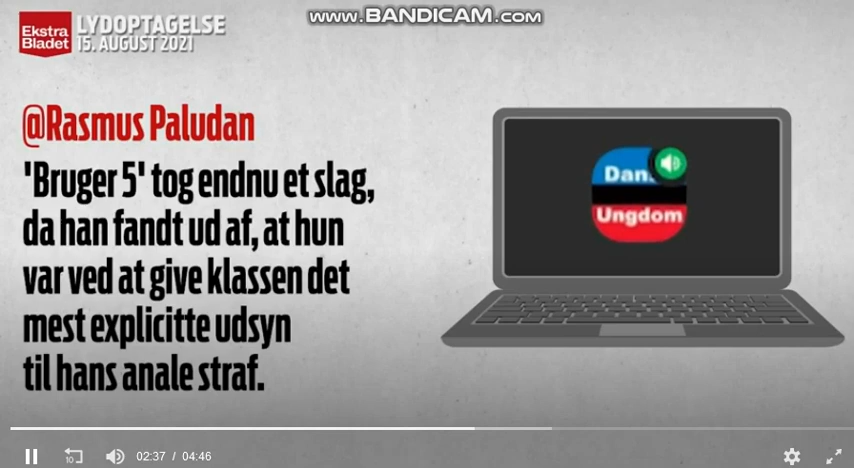 www.BANDICAM.com
Ekstra
Bladet
LYDOPTAGELSE
15. AUGUST 2021
@Rasmus Paludan
'Bruger 5' tog endnu et slag,
da han fandt ud af, at hun
var ved at give klassen det
mest explicitte udsyn
til hans anale straf.
Dan
Ungdom
10
02:37 / 04:46